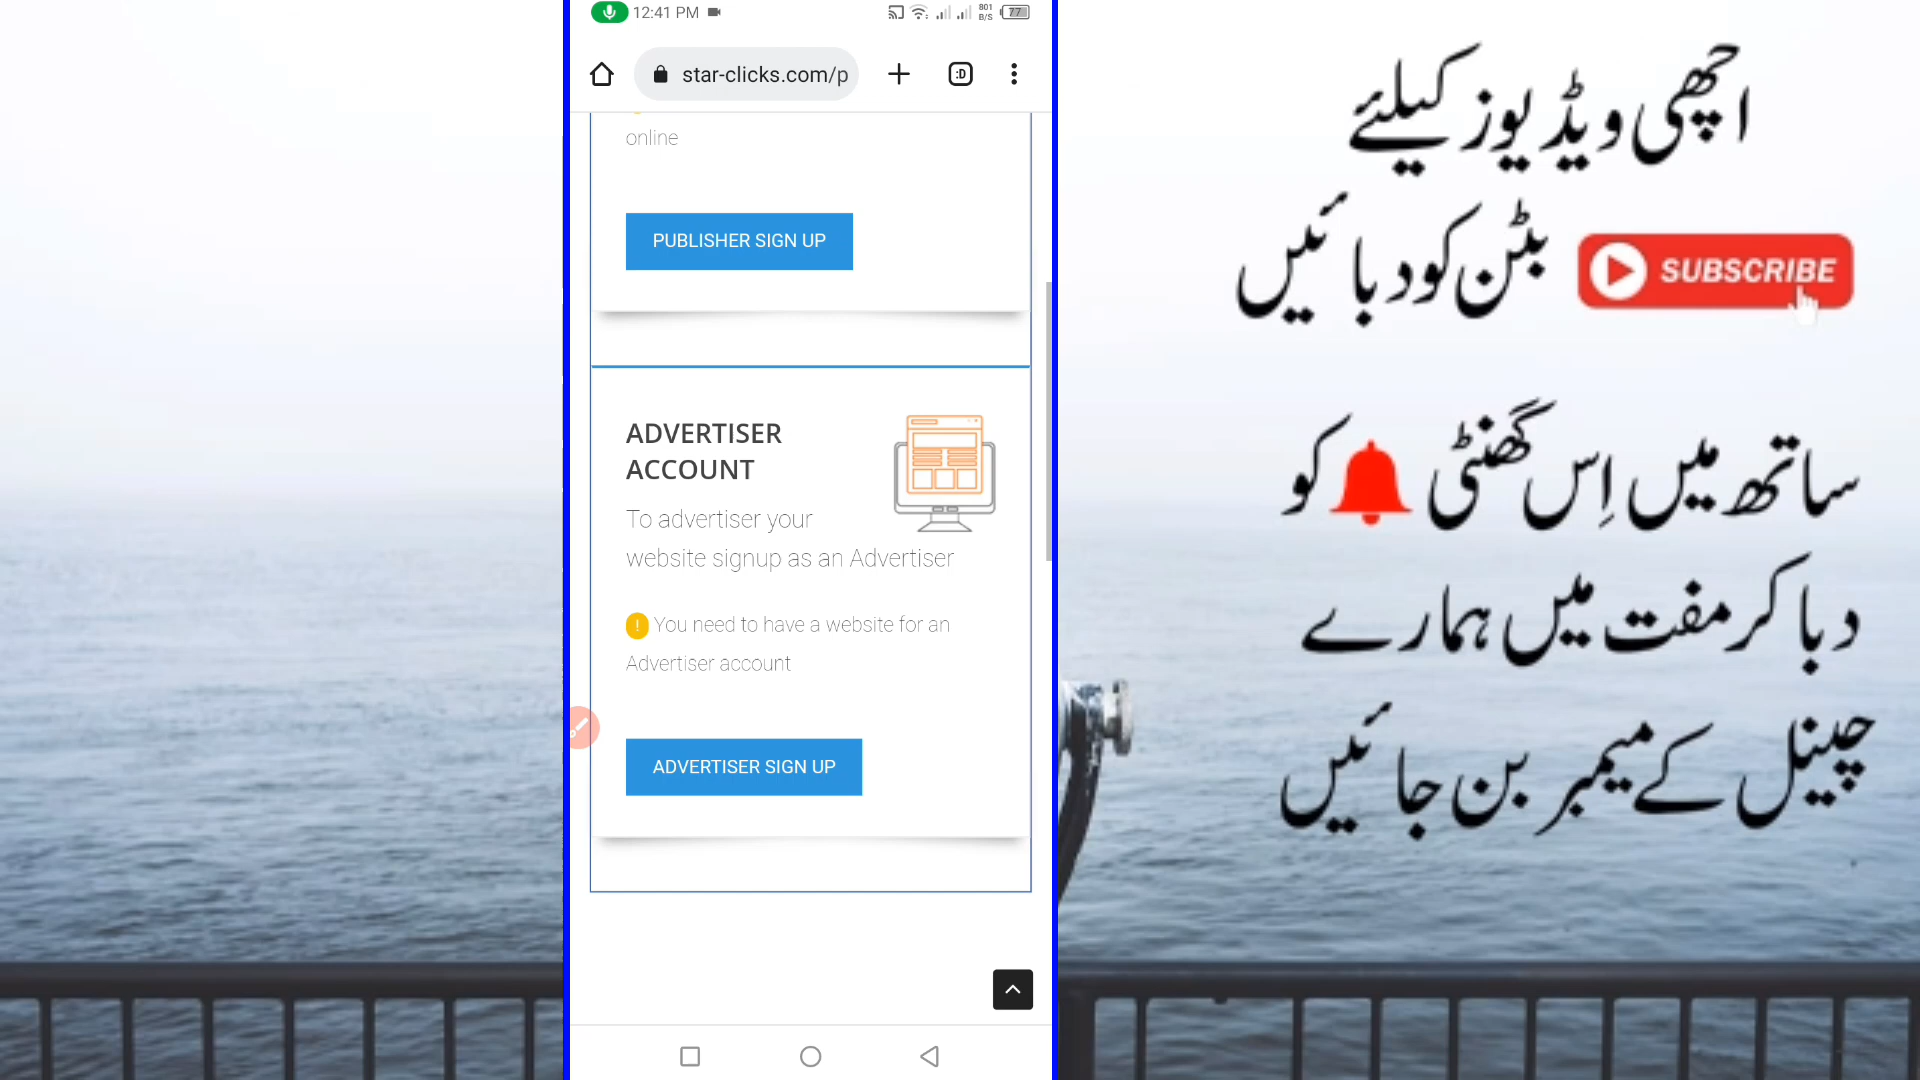 12:41 PM
801
B/S
77
star-clicks.com/p
:D
online
PUBLISHER SIGN UP
ADVERTISER
ACCOUNT
To advertiser your
website signup as an Advertiser
! You need to have a website for an
Advertiser account
ADVERTISER SIGN UP
اچھی ویڈیوز کیلئے
بٹن کو دبائیں
SUBSCRIBE
ساتھ میں اِس گھنٹی کو
دبا کر مفت میں ہمارے
چینل کے میمبر بن جائیں